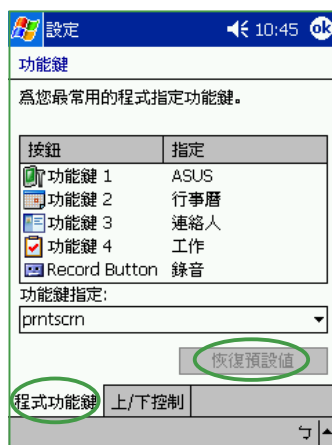 設定 10:45 ok
功能鍵
爲您最常用的程式指定功能鍵。
按鈕 指定
功能鍵 1 ASUS
功能鍵 2 行事曆
功能鍵 3 連絡人
功能鍵 4 工作
Record Button 錄音
功能鍵指定:
prntscrn
恢復預設值
程式功能鍵 上/下控制
ㄅ